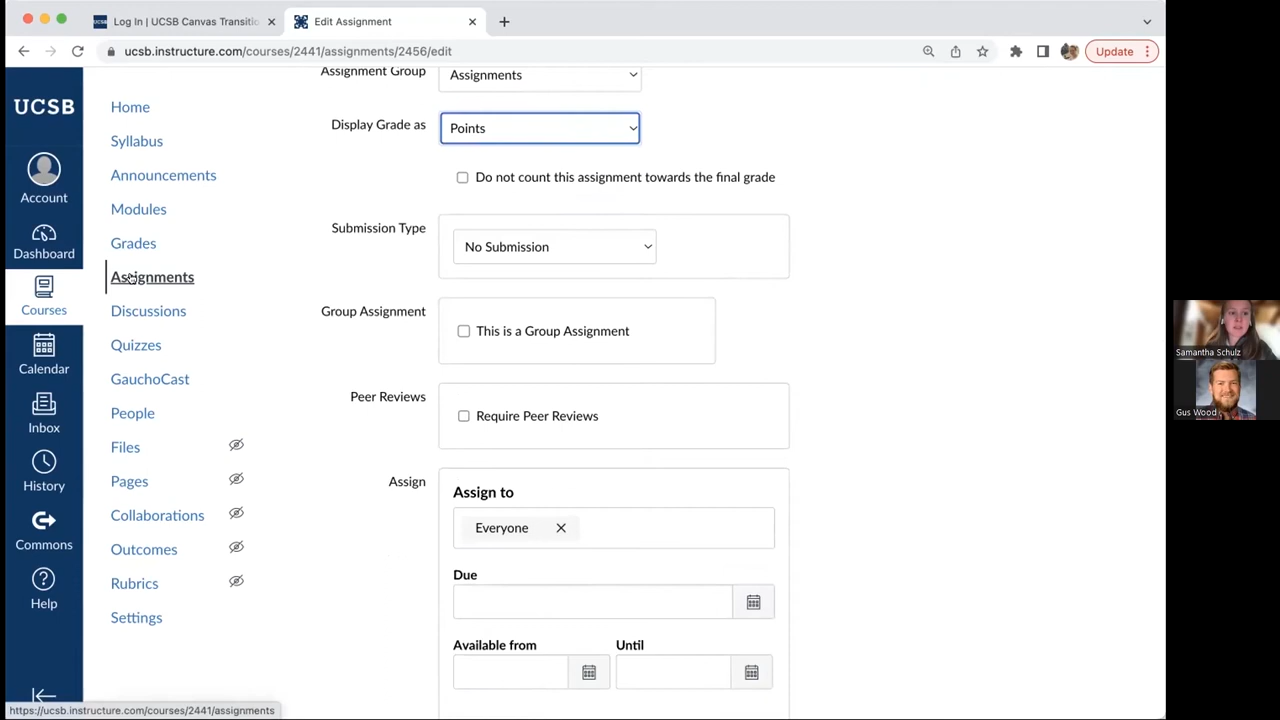 UCSB
Log In | UCSB Canvas Transitio
Edit Assignment
ucsb.instructure.com/courses/2441/assignments/2456/edit
Update
UCSB
Account
Dashboard
Courses
Calendar
Inbox
History
Commons
Help
Home
Syllabus
Announcements
Modules
Grades
Assignments
Discussions
Quizzes
GauchoCast
People
Files
Pages
Collaborations
Outcomes
Rubrics
Settings
Assignment Group
Assignments
Display Grade as
Points
Do not count this assignment towards the final grade
Submission Type
No Submission
Group Assignment
This is a Group Assignment
Peer Reviews
Require Peer Reviews
Assign
Assign to
Everyone
Due
Available from
Until
https://ucsb.instructure.com/courses/2441/assignments
Samantha Schulz
Gus Wood